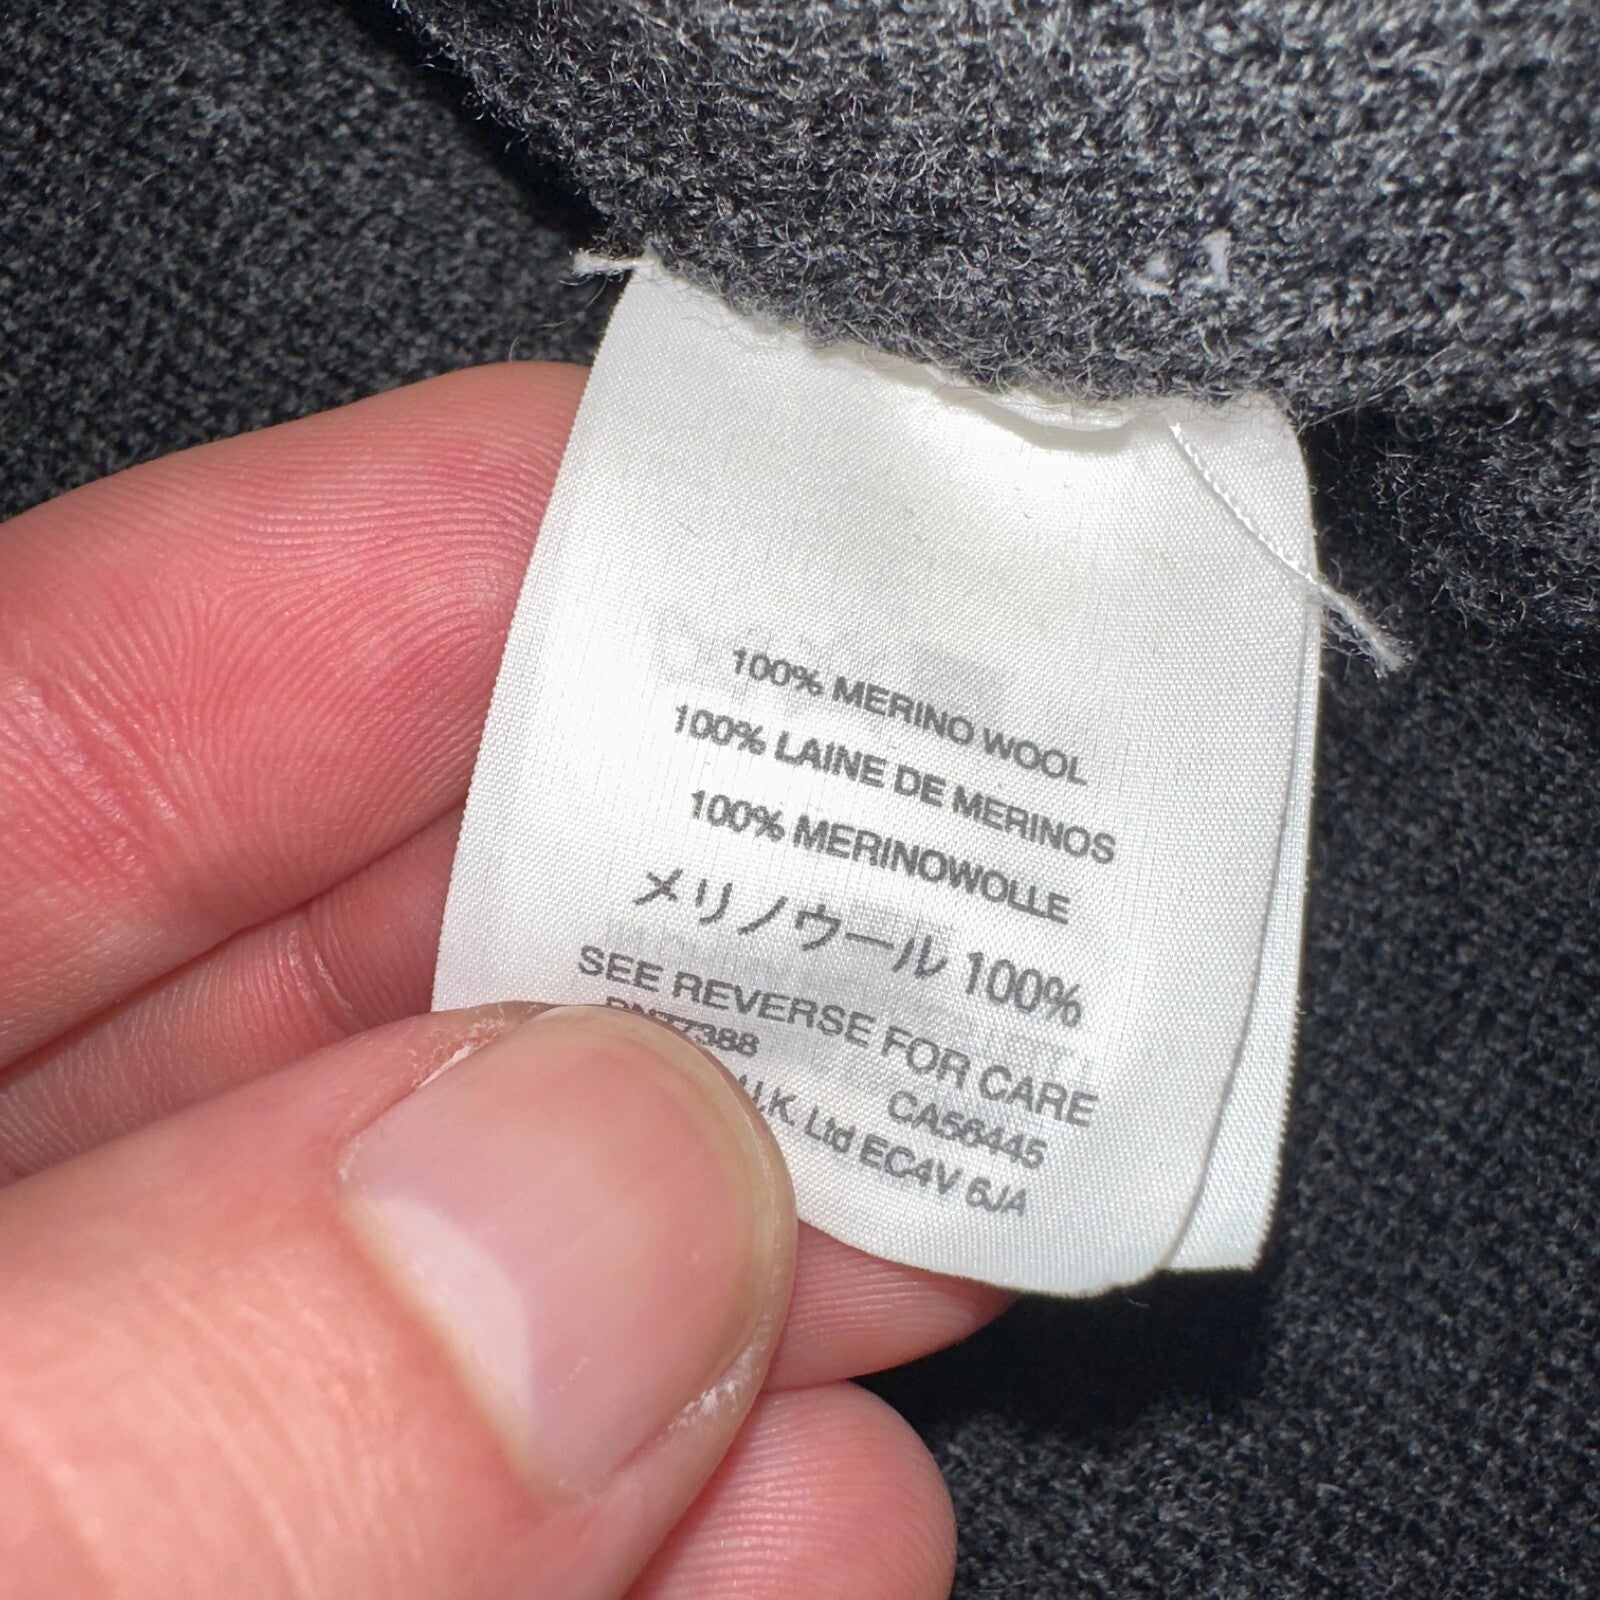 100% MERINO WOOL
100% LAINE DE MERINOS
100% MERINOWOLLE
メリノウール 100%
SEE REVERSE FOR CARE
CA56445
U.K. Ltd EC4V 6JA